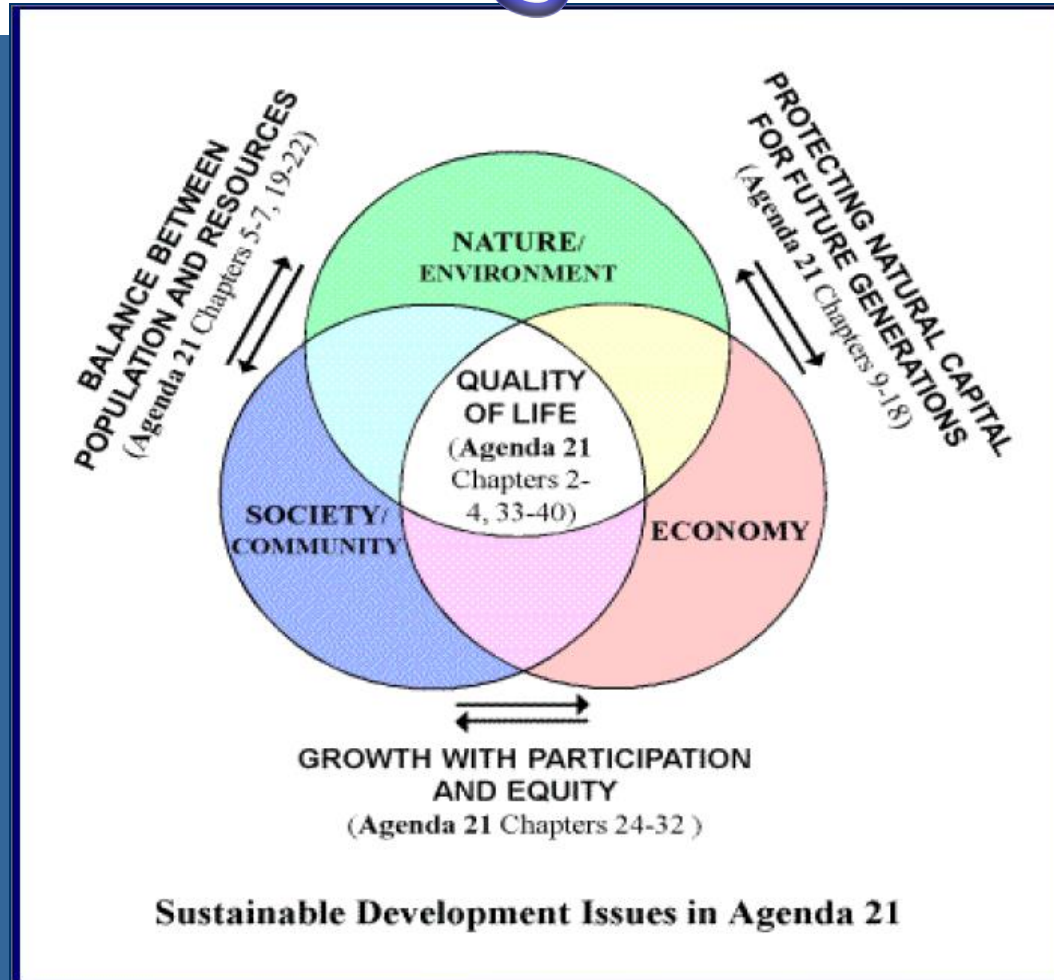 BALANCE BETWEEN
POPULATION AND RESOURCES
(Agenda 21 Chapters 5-7, 19-22)
PROTECTING NATURAL CAPITAL
FOR FUTURE GENERATIONS
(Agenda 21 Chapters 9-18)
NATURE/
ENVIRONMENT
QUALITY
OF LIFE
(Agenda 21
Chapters 2-
4, 33-40)
SOCIETY/
COMMUNITY
ECONOMY
GROWTH WITH PARTICIPATION
AND EQUITY
(Agenda 21 Chapters 24-32 )
Sustainable Development Issues in Agenda 21